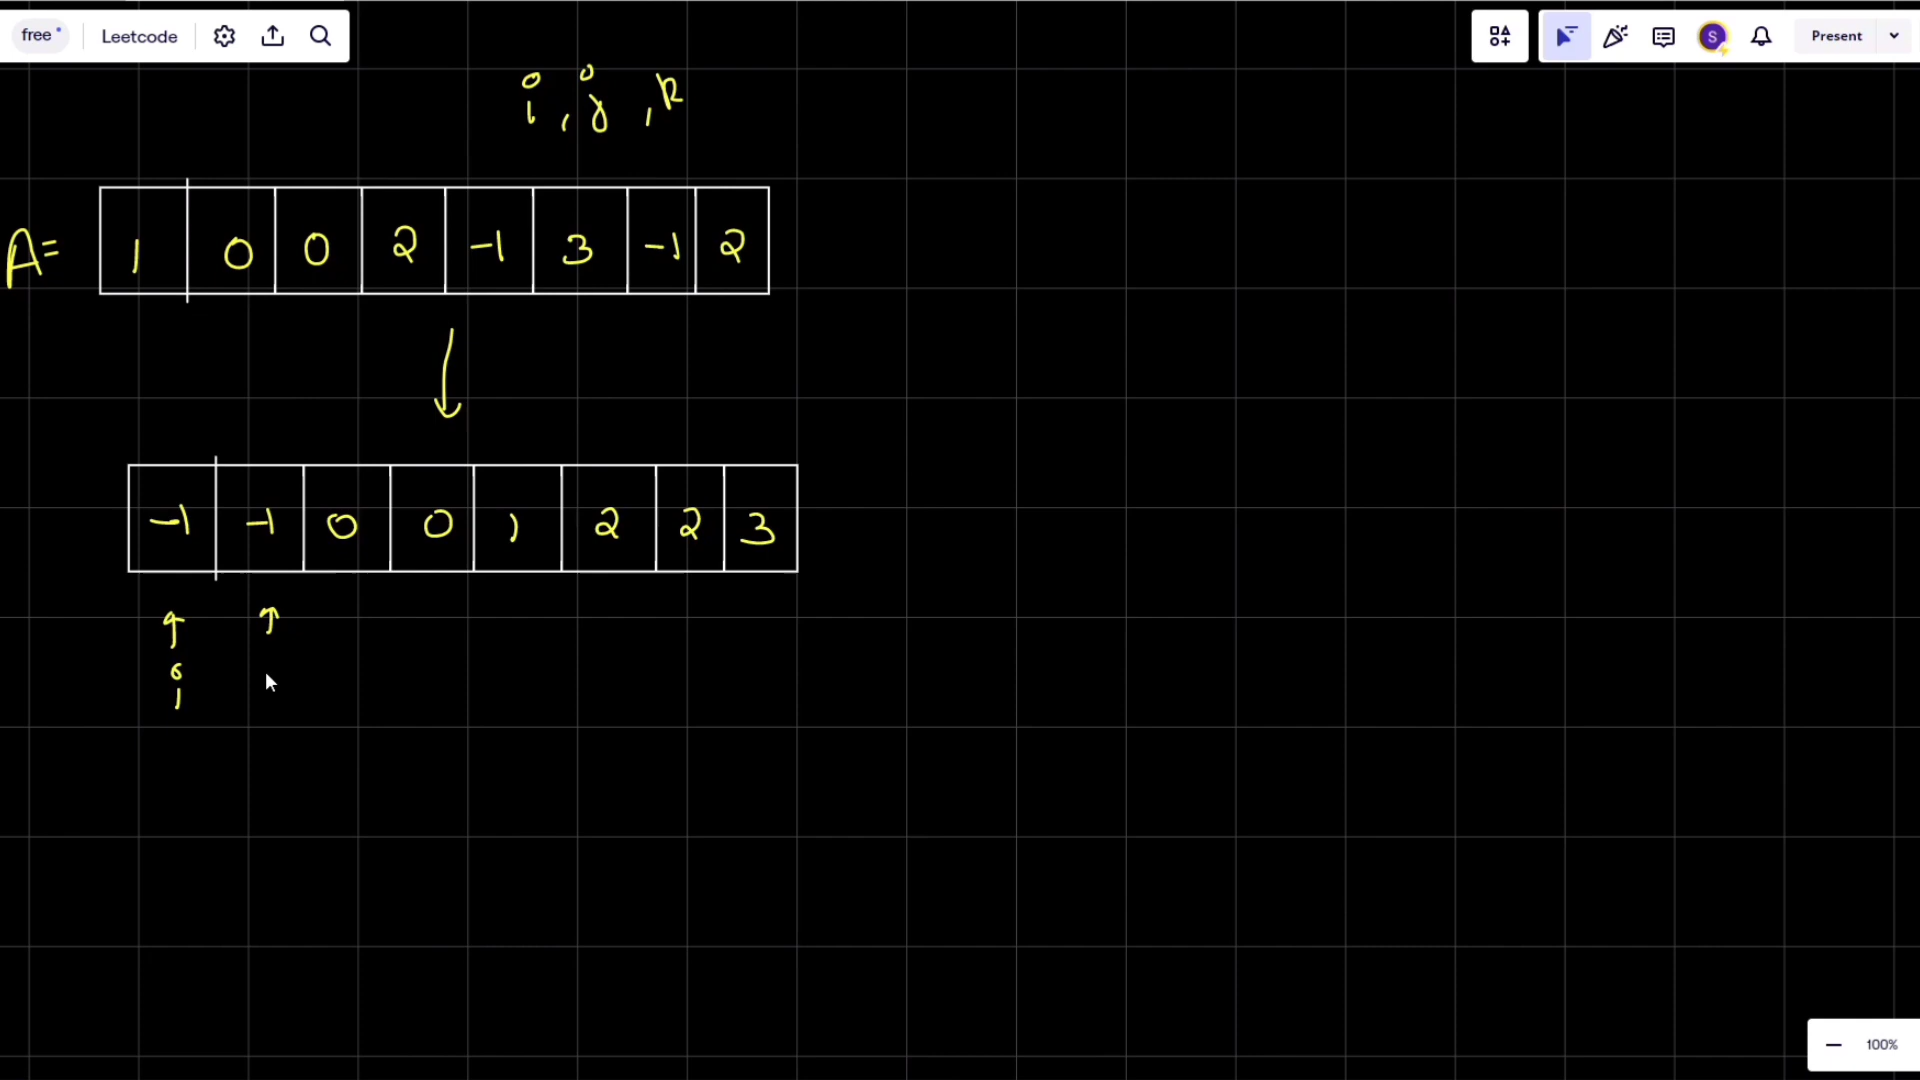 free Leetcode Present
i, j, k
A= 1 0 0 2 -1 3 -1 2
-1 -1 0 0 1 2 2 3
i
S
100%